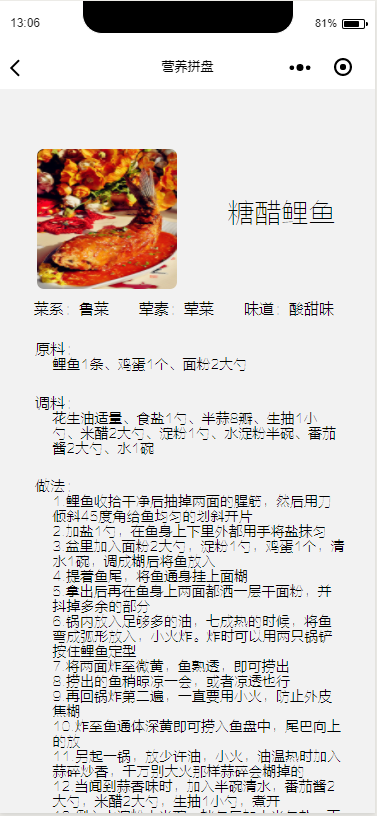 13:06
81%
营养拼盘
糖醋鲤鱼
菜系：鲁菜 荤素：荤菜 味道：酸甜味
原料：
鲤鱼1条、鸡蛋1个、面粉2大勺
调料：
花生油适量、食盐1勺、半蒜8瓣、生抽1小
勺、米醋2大勺、淀粉1勺、水淀粉半碗、番茄
酱2大勺、水1碗
做法：
1.鲤鱼收拾干净后抽掉两面的腥筋，然后用刀
倾斜45度角给鱼均匀的划斜开片
2.加盐1勺，在鱼身上下里外都用手将盐抹匀
3.盆里加入面粉2大勺，淀粉1勺，鸡蛋1个，清
水1碗，调成糊后将鱼放入
4.提着鱼尾，将鱼通身挂上面糊
5.拿出后再在鱼身上两面都洒一层干面粉，并
抖掉多余的部分
6.锅内放入足够多的油，七成热的时候，将鱼
弯成弧形放入，小火炸。炸时可以用两只锅铲
按住鲤鱼定型
7.将两面炸至微黄，鱼熟透，即可捞出
8.捞出的鱼稍晾凉一会，或者凉透也行
9.再回锅炸第二遍，一直要用小火，防止外皮
焦糊
10.炸至鱼通体深黄即可捞入鱼盘中，尾巴向上
的放
11.另起一锅，放少许油，小火，油温热时加入
蒜碎炒香，千万别大火那样蒜碎会糊掉的
12.当闻到蒜香味时，加入半碗清水，番茄酱2
大勺，米醋2大勺，生抽1小勺，煮开